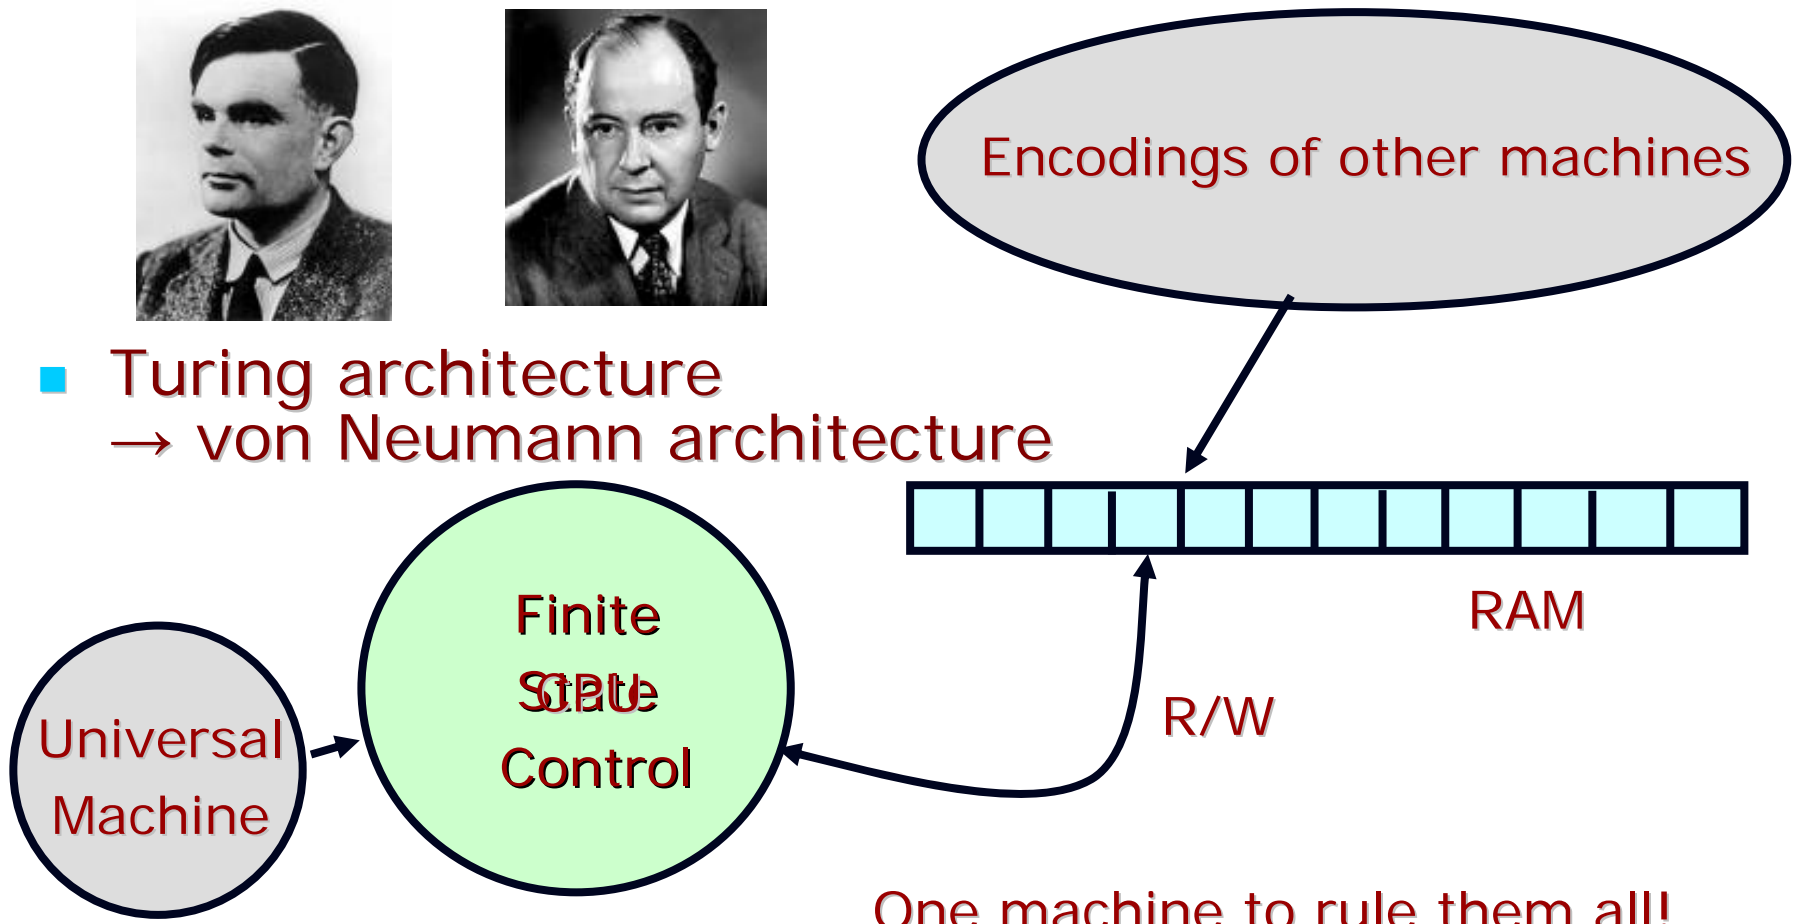 Encodings of other machines
Turing architecture
→ von Neumann architecture
Finite
State
CPU
Control
RAM
R/W
Universal
Machine
One machine to rule them all!